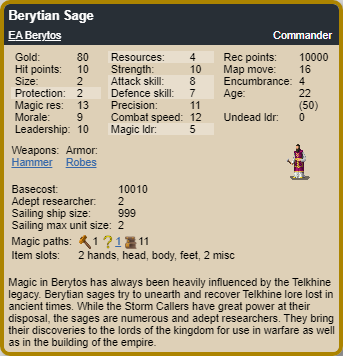 Berytian Sage
EA Berytos Commander
Gold: 80 Resources: 4 Rec points: 10000
Hit points: 10 Strength: 10 Map move: 16
Size: 2 Attack skill: 8 Encumbrance: 4
Protection: 2 Defence skill: 7 Age: 22
Magic res: 13 Precision: 11 (50)
Morale: 9 Combat speed: 12 Undead ldr: 0
Leadership: 10 Magic ldr: 5
Weapons: Armor:
Hammer Robes
Basecost: 10010
Adept researcher: 2
Sailing ship size: 999
Sailing max unit size: 2
Magic paths: 1 ? 1 11
Item slots: 2 hands, head, body, feet, 2 misc
Magic in Berytos has always been heavily influenced by the Telkhine
legacy. Berytian sages try to unearth and recover Telkhine lore lost in
ancient times. While the Storm Callers have great power at their
disposal, the sages are numerous and adept researchers. They bring
their discoveries to the lords of the kingdom for use in warfare as well
as in the building of the empire.